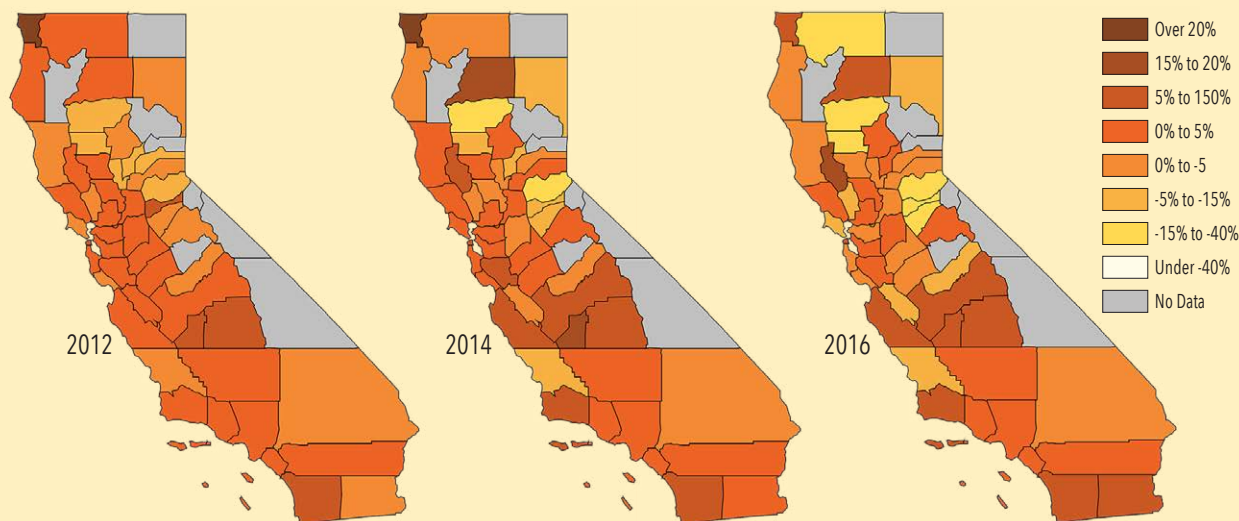 2012
2014
2016
Over 20%
15% to 20%
5% to 150%
0% to 5%
0% to -5
-5% to -15%
-15% to -40%
Under -40%
No Data